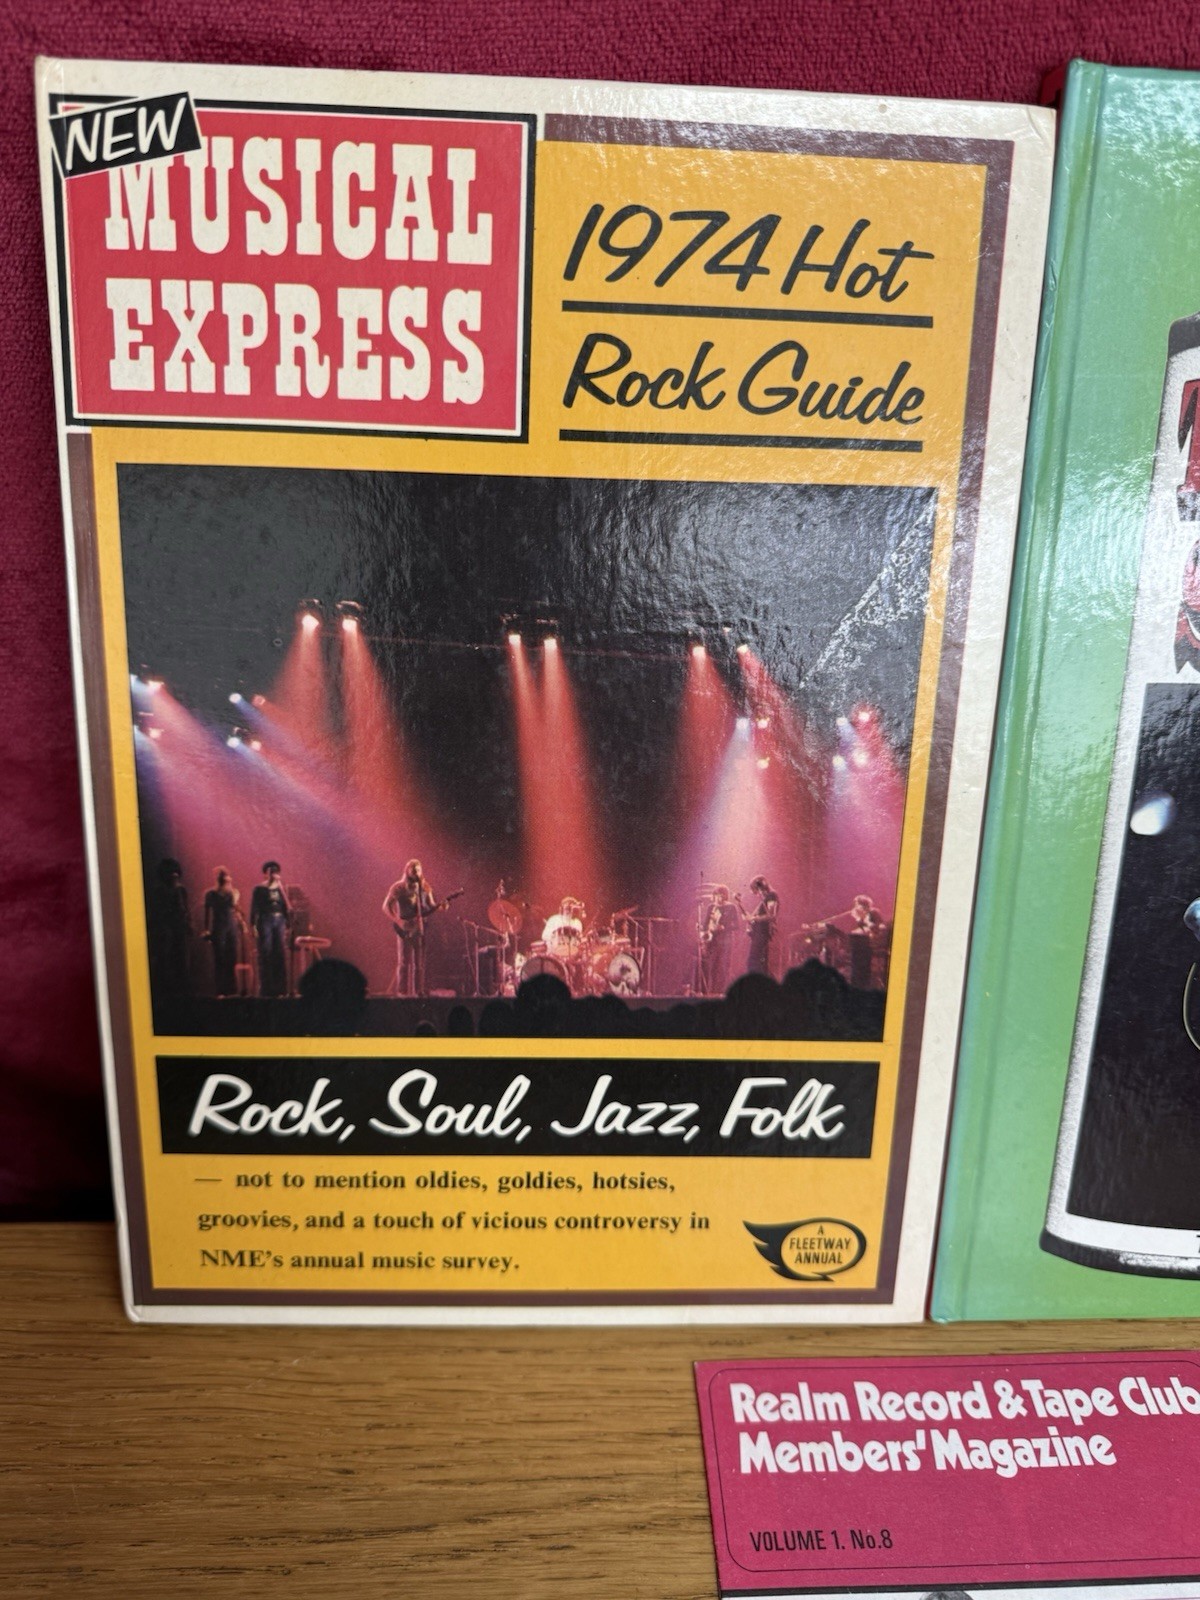 NEW
MUSICAL
EXPRESS
1974 Hot
Rock Guide
Rock, Soul, Jazz, Folk
— not to mention oldies, goldies, hotsies,
groovies, and a touch of vicious controversy in
NME's annual music survey.
A
FLEETWAY
ANNUAL
Realm Record & Tape Club
Members' Magazine
VOLUME 1. No.8